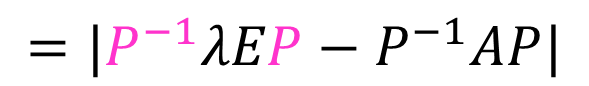 = |P⁻¹λEP − P⁻¹AP|